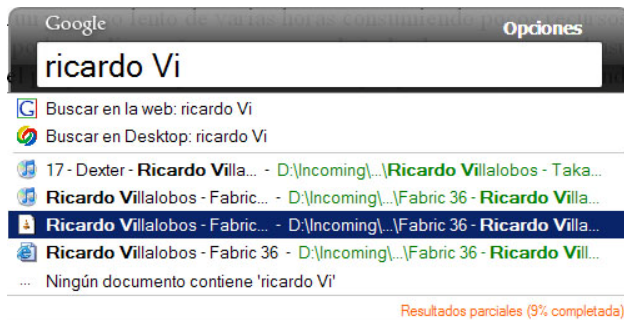 Google
Opciones
ricardo Vi
Buscar en la web: ricardo Vi
Buscar en Desktop: ricardo Vi
17 - Dexter - Ricardo Villa... - D:\Incoming\...\Ricardo Villalobos - Taka...
Ricardo Villalobos - Fabric... - D:\Incoming\...\Fabric 36 - Ricardo Villa...
Ricardo Villalobos - Fabric... - D:\Incoming\...\Fabric 36 - Ricardo Villa...
Ricardo Villalobos - Fabric 36 - D:\Incoming\...\Fabric 36 - Ricardo Vill...
... Ningún documento contiene 'ricardo Vi'
Resultados parciales (9% completada)